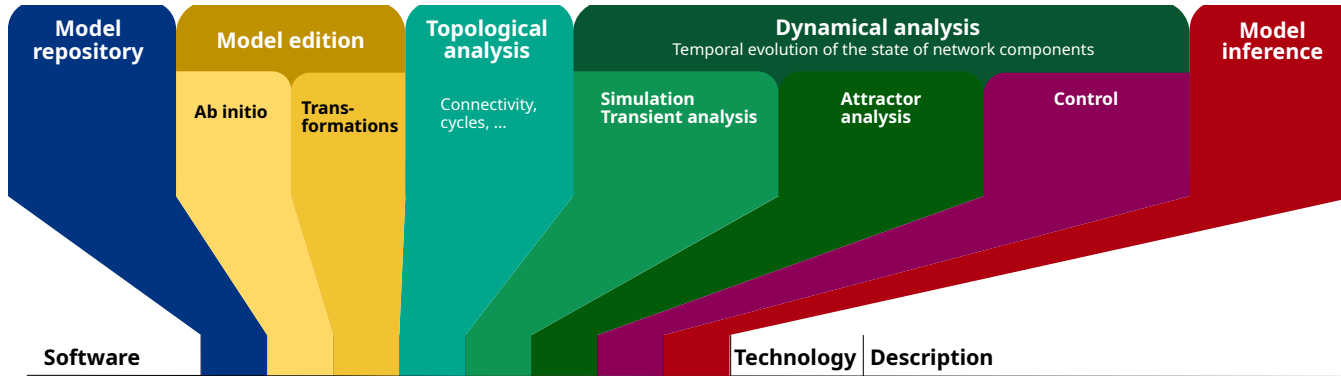 Model
repository
Model edition
Ab initio
Trans-
formations
Topological
analysis
Connectivity,
cycles, ...
Dynamical analysis
Temporal evolution of the state of network components
Simulation
Transient analysis
Attractor
analysis
Control
Model
inference
Software
Technology
Description